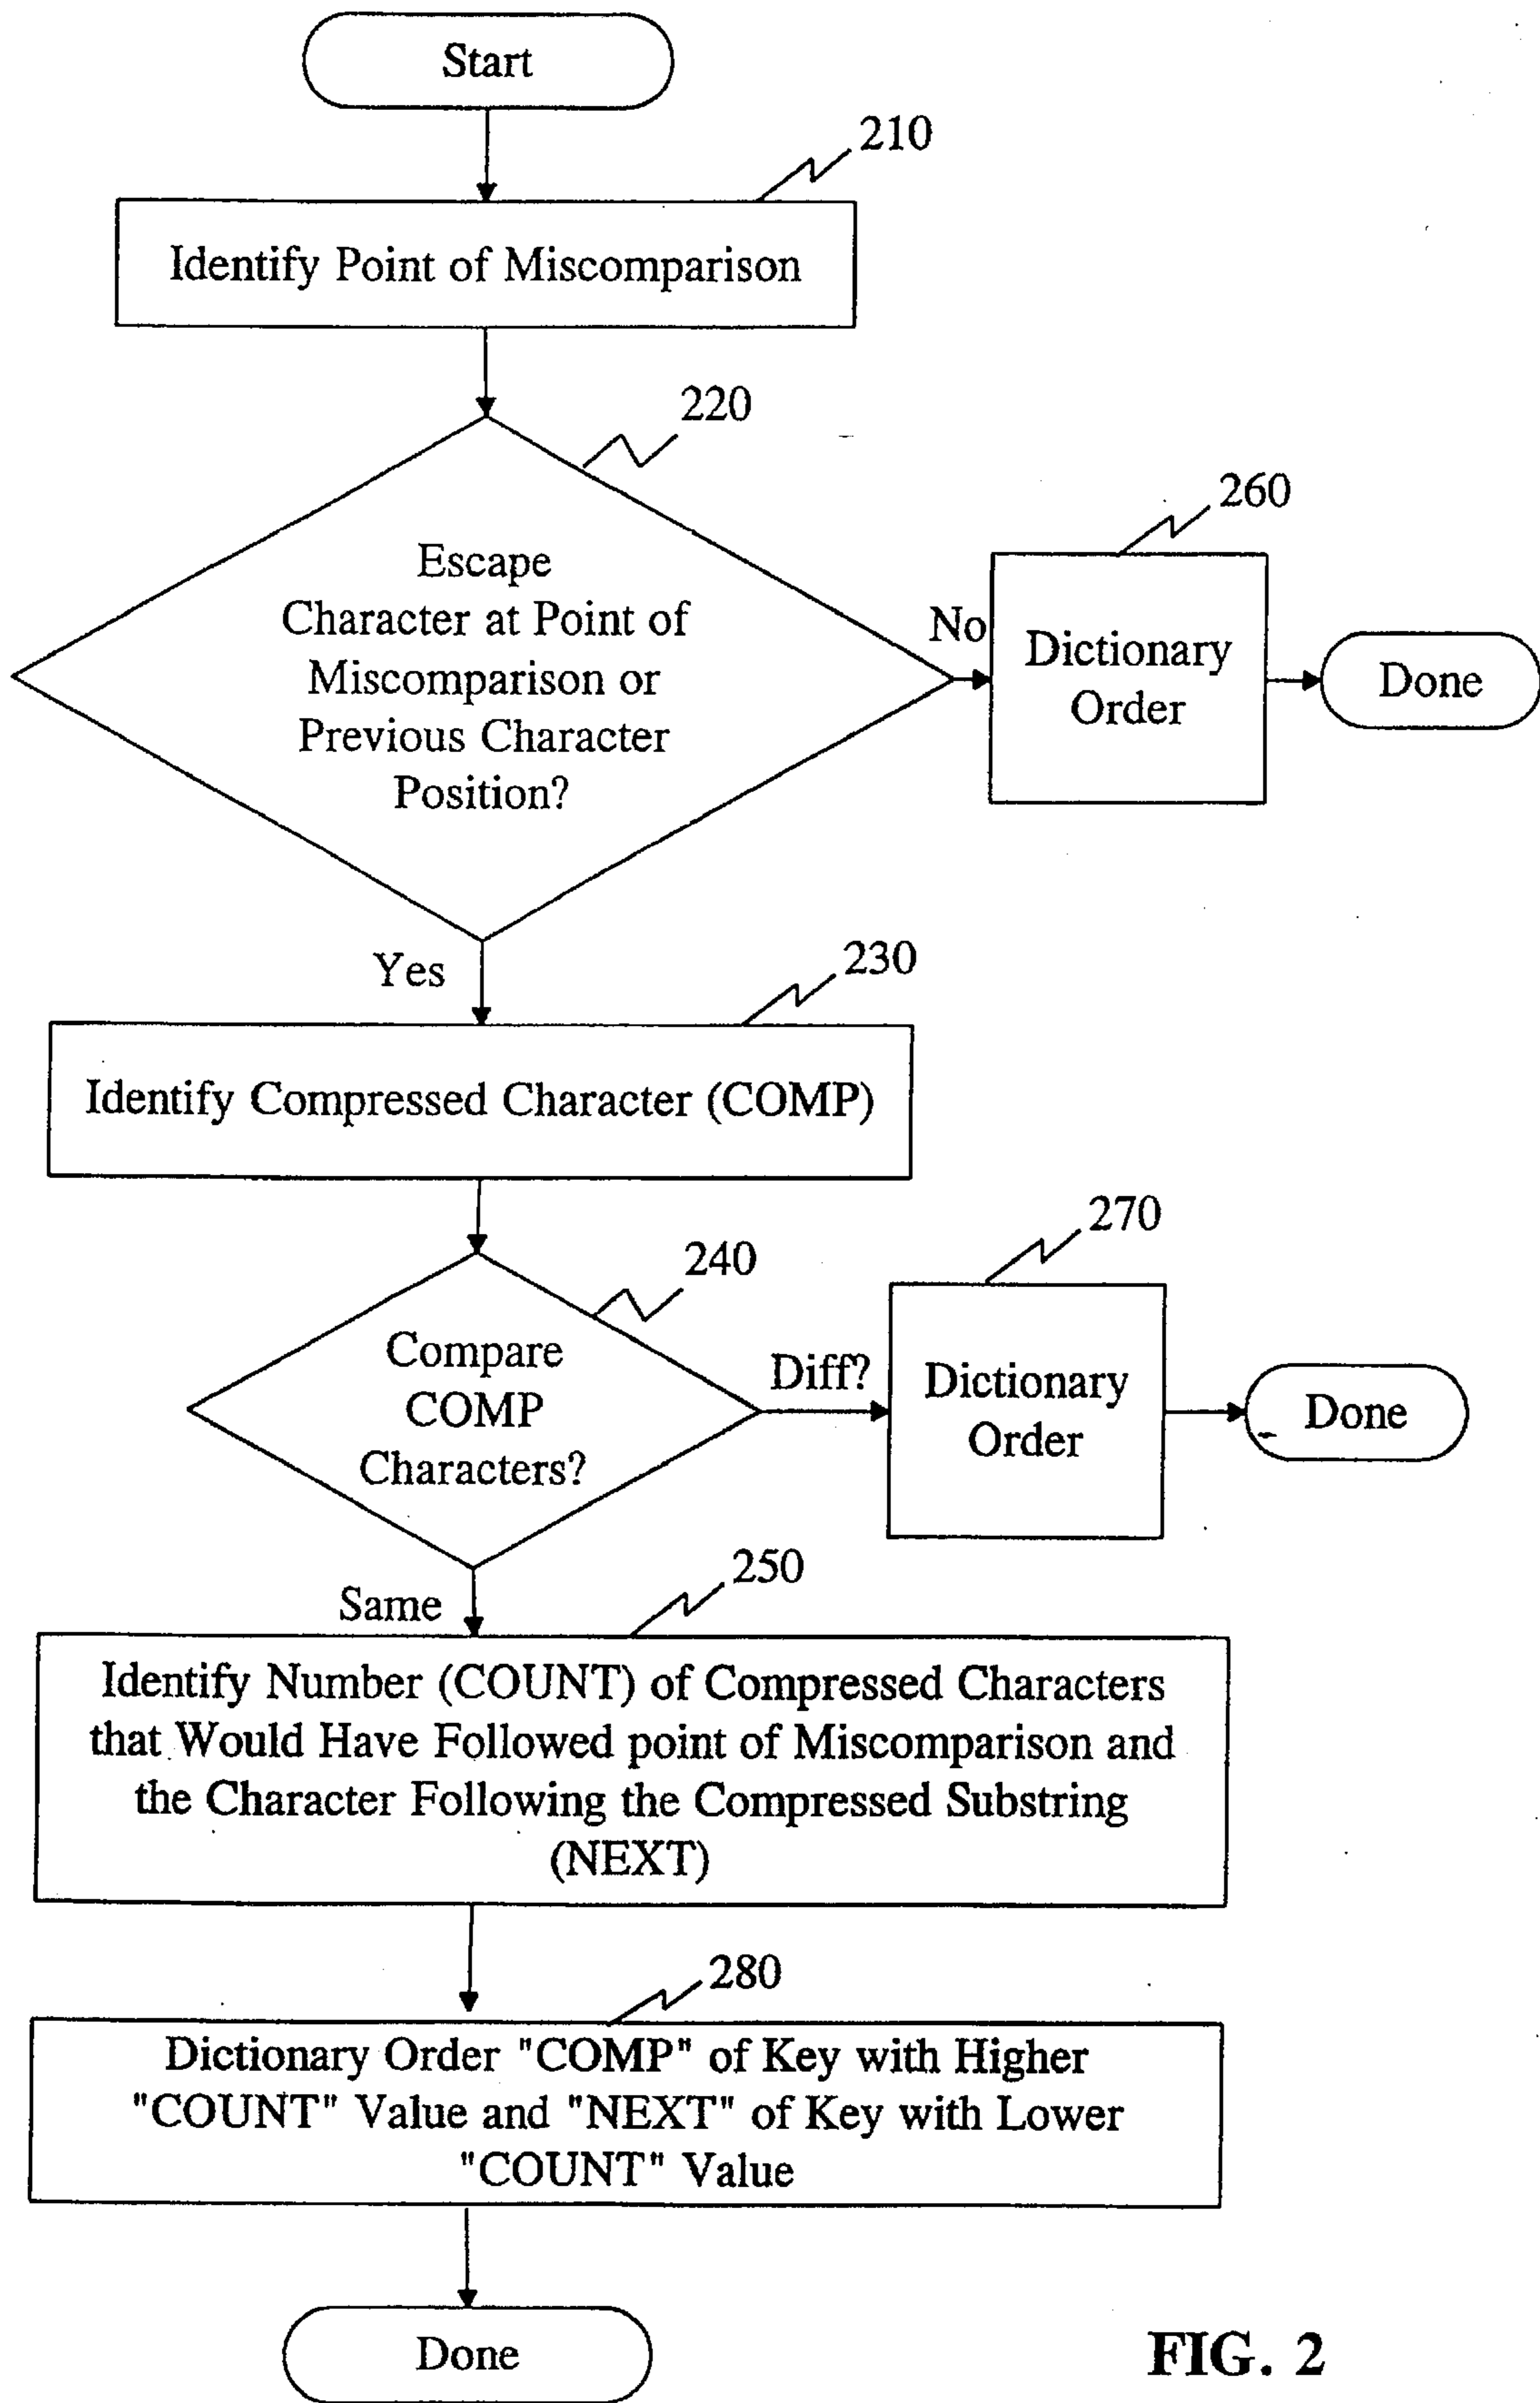 Start
210
Identify Point of Miscomparison
220
Escape
Character at Point of
Miscomparison or
Previous Character
Position?
No
260
Dictionary
Order
Done
Yes
230
Identify Compressed Character (COMP)
240
Compare
COMP
Characters?
Diff?
270
Dictionary
Order
Done
Same
250
Identify Number (COUNT) of Compressed Characters
that Would Have Followed point of Miscomparison and
the Character Following the Compressed Substring
(NEXT)
280
Dictionary Order "COMP" of Key with Higher
"COUNT" Value and "NEXT" of Key with Lower
"COUNT" Value
Done
FIG. 2